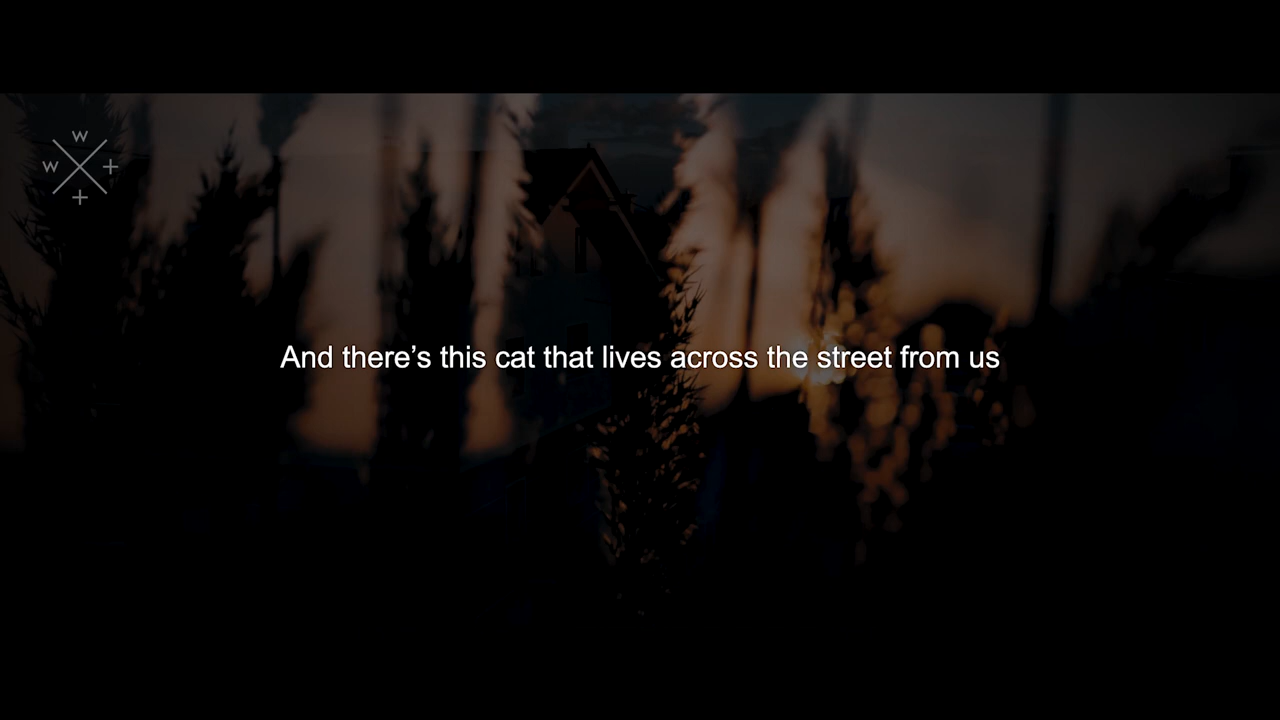 W
W + 
+
And there’s this cat that lives across the street from us